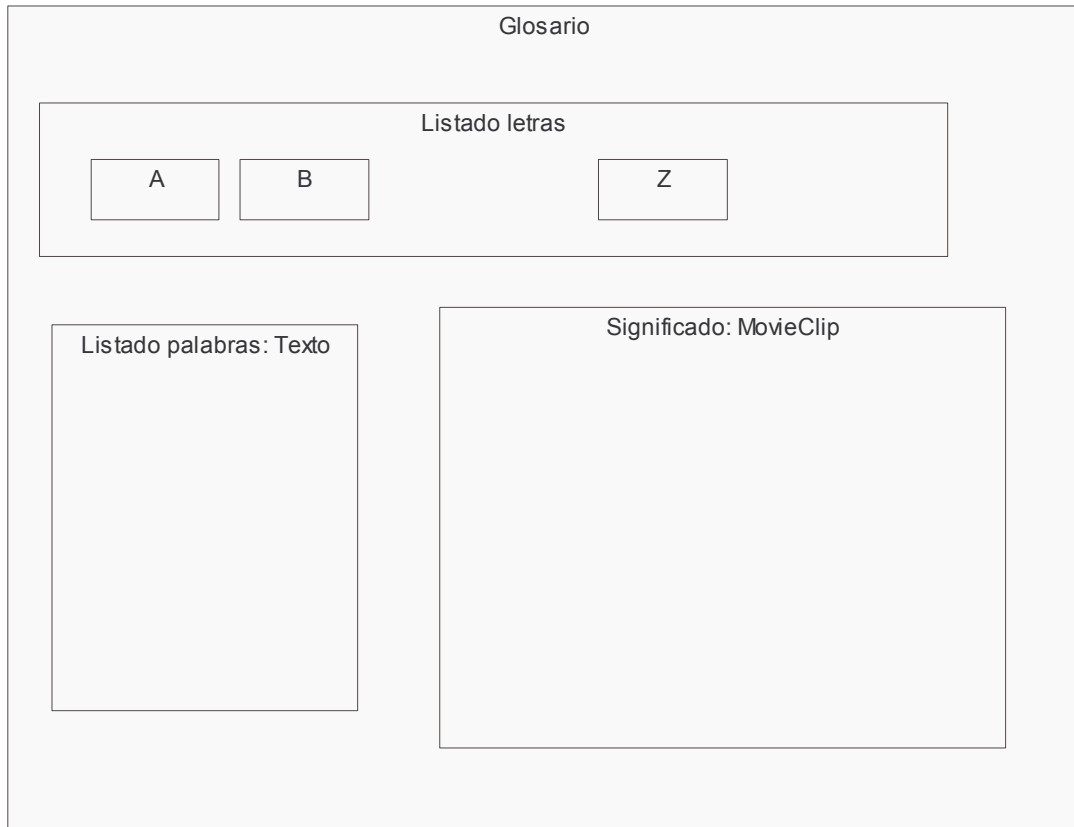 Glosario
Listado letras
A B Z
Listado palabras: Texto
Significado: MovieClip